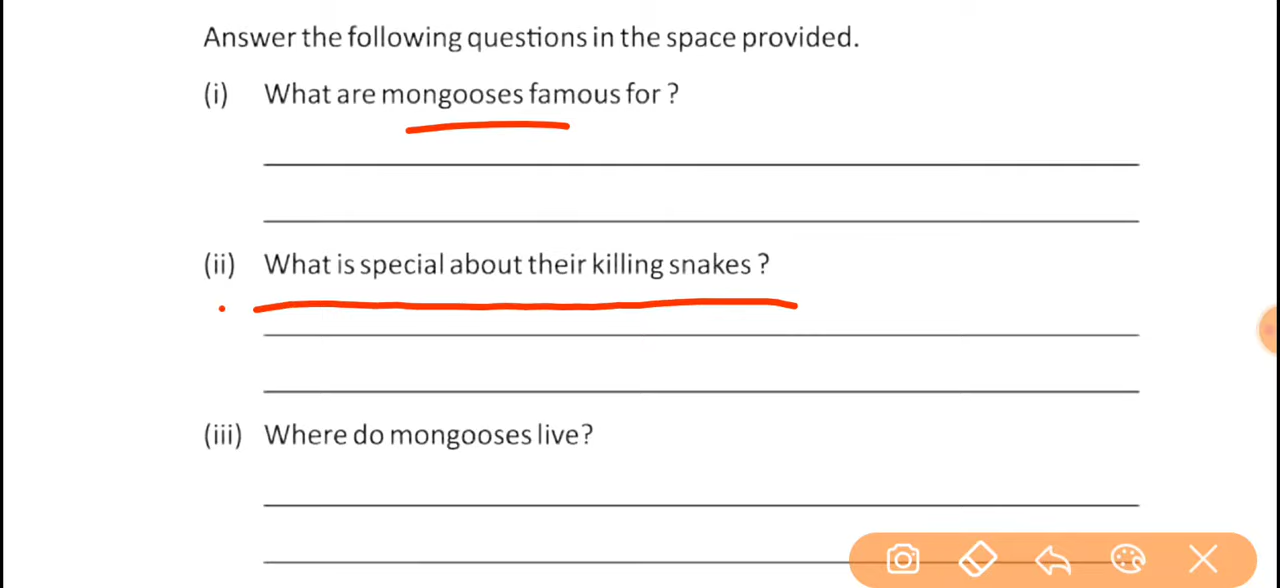 Answer the following questions in the space provided.
(i) What are mongooses famous for ?
(ii) What is special about their killing snakes ?
(iii) Where do mongooses live?